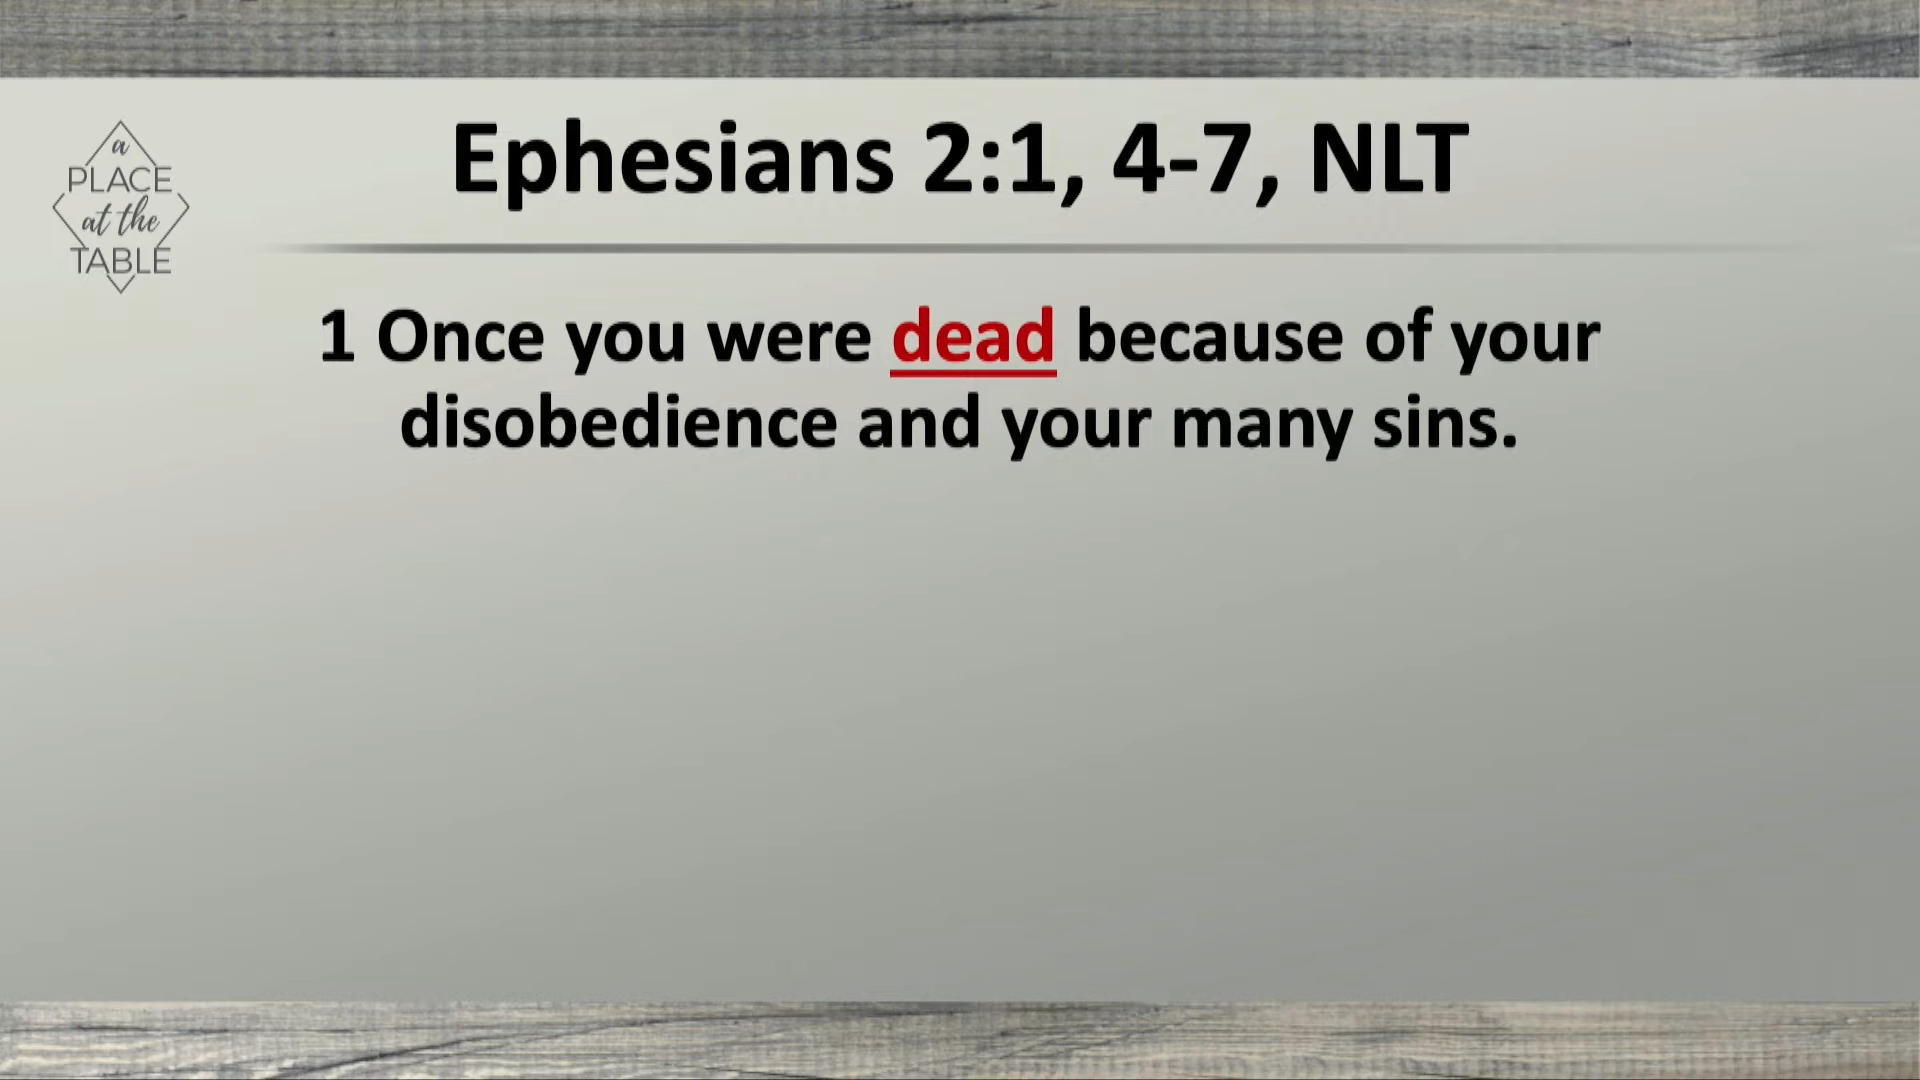 a
PLACE
at the
TABLE
Ephesians 2:1, 4-7, NLT
1 Once you were dead because of your
disobedience and your many sins.